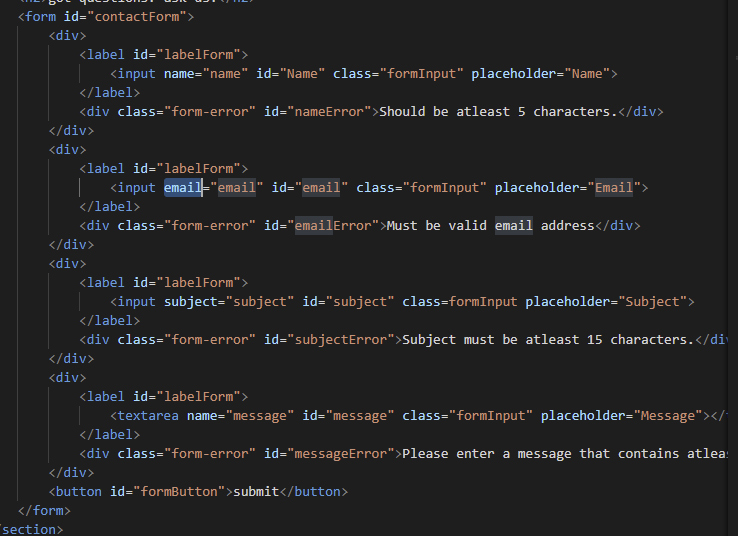 <h2>got questions? ask us.</h2>
<form id="contactForm">
<div>
<label id="labelForm">
<input name="name" id="Name" class="formInput" placeholder="Name">
</label>
<div class="form-error" id="nameError">Should be atleast 5 characters.</div>
</div>
<div>
<label id="labelForm">
<input email="email" id="email" class="formInput" placeholder="Email">
</label>
<div class="form-error" id="emailError">Must be valid email address</div>
</div>
<div>
<label id="labelForm">
<input subject="subject" id="subject" class=formInput placeholder="Subject">
</label>
<div class="form-error" id="subjectError">Subject must be atleast 15 characters.</di
</div>
<div>
<label id="labelForm">
<textarea name="message" id="message" class="formInput" placeholder="Message"></
</label>
<div class="form-error" id="messageError">Please enter a message that contains atleas
</div>
<button id="formButton">submit</button>
</form>
section>